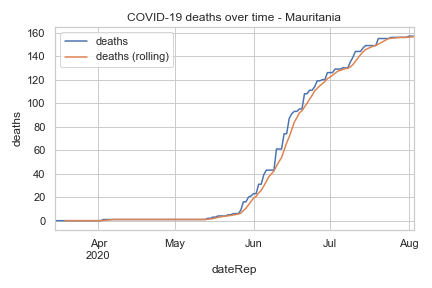 COVID-19 deaths over time - Mauritania
deaths
deaths (rolling)
160
140
120
100
80
60
40
20
0
deaths
Apr
2020
May
Jun
Jul
Aug
dateRep